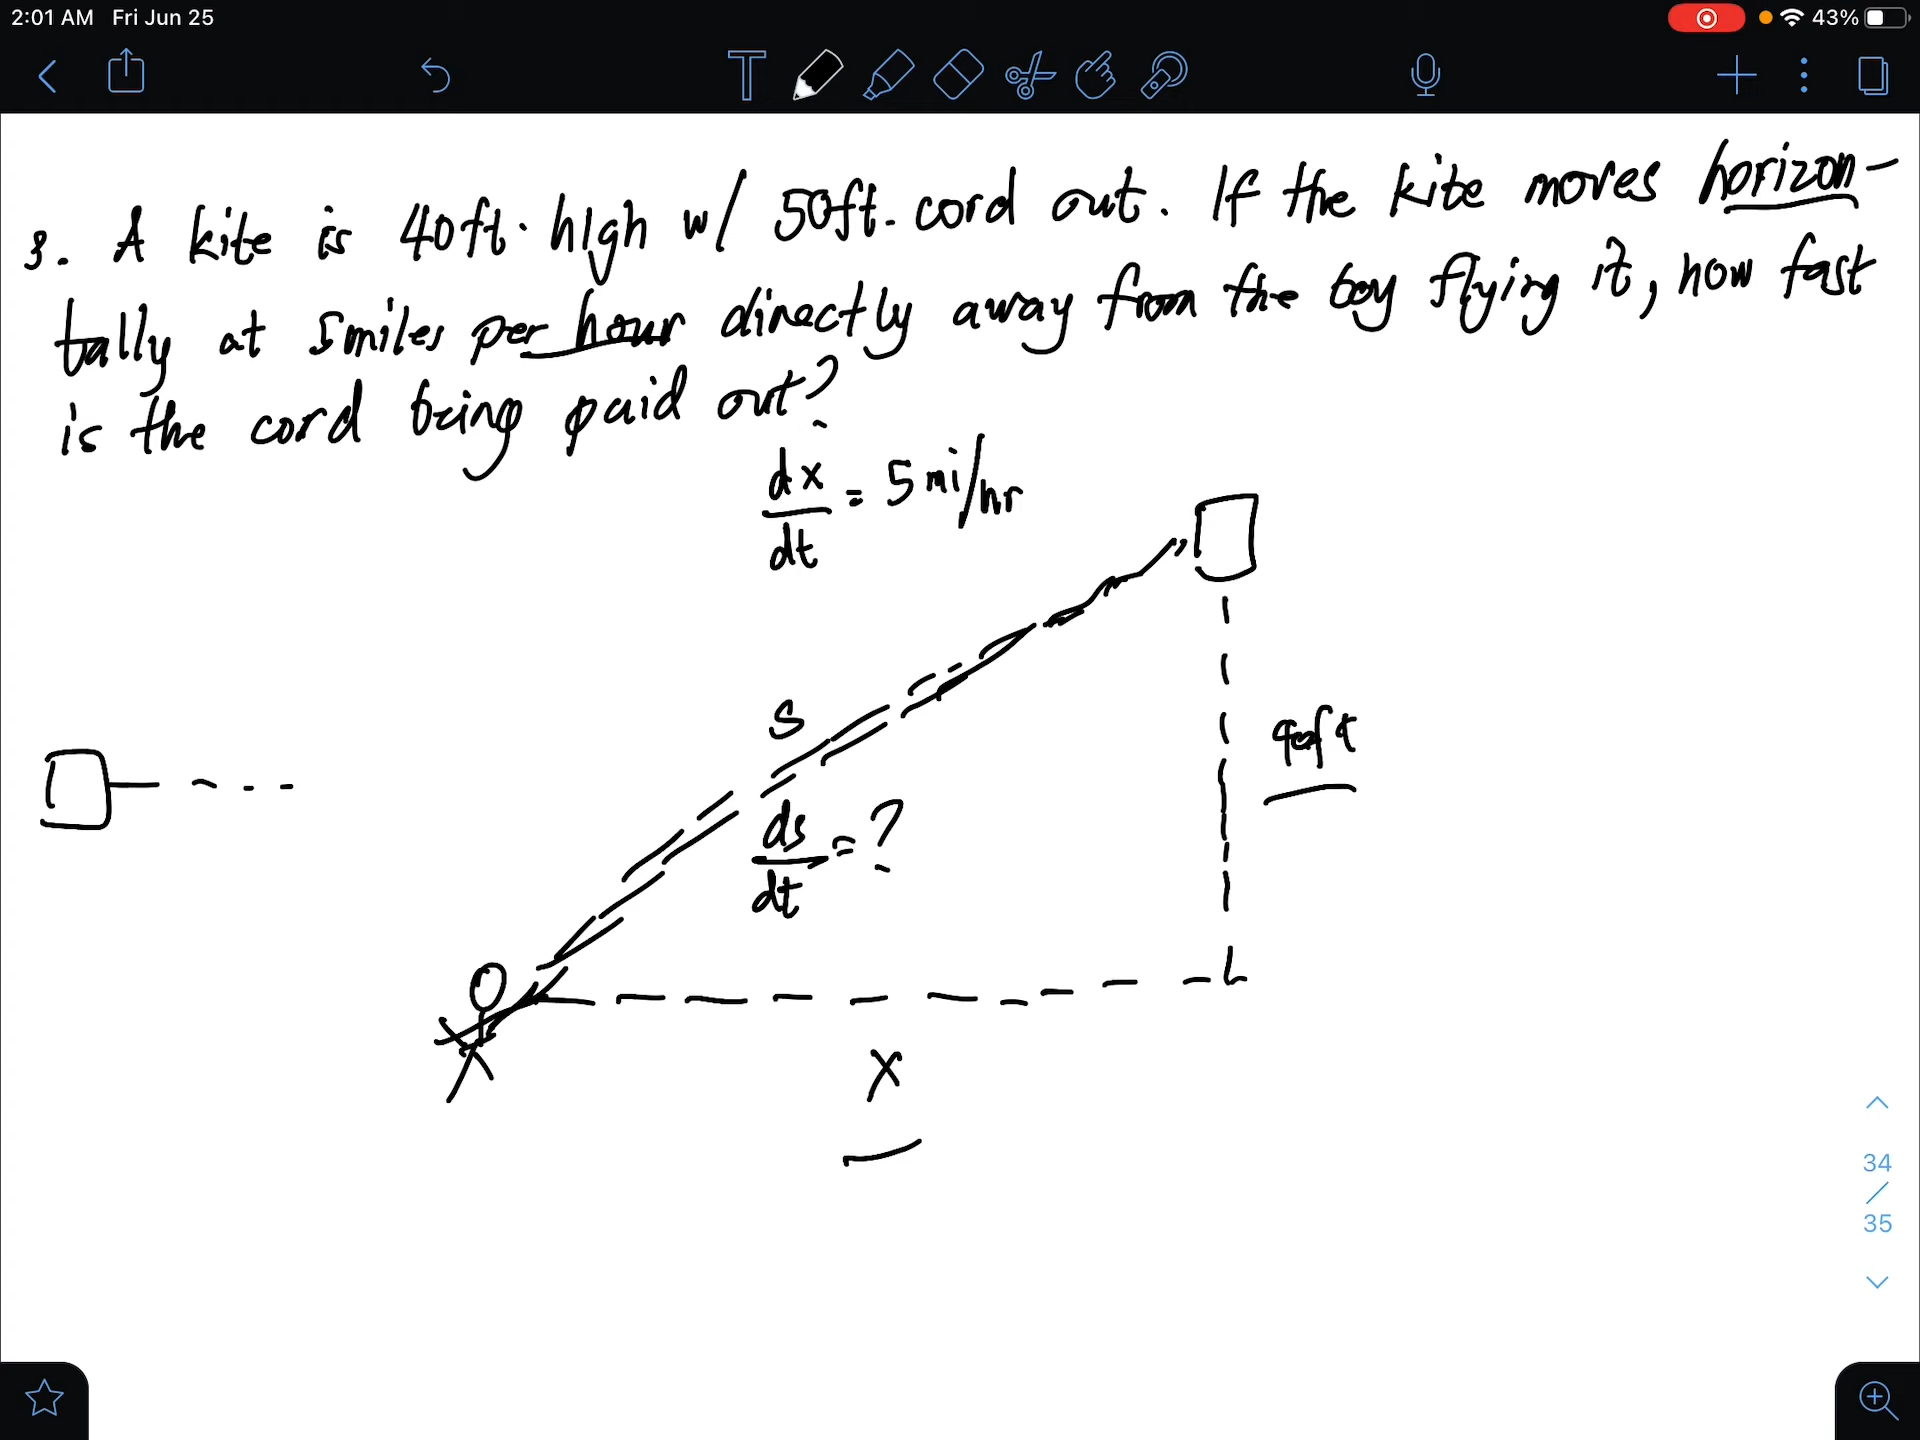 2:01 AM Fri Jun 25
43%
3. A kite is 40ft. high w/ 50ft. cord out. If the kite moves horizon-
tally at 5miles per hour directly away from the boy flying it, how fast
is the cord being paid out?
dx/dt = 5 mi/hr
S
40ft
ds/dt = ?
x
34
/
35